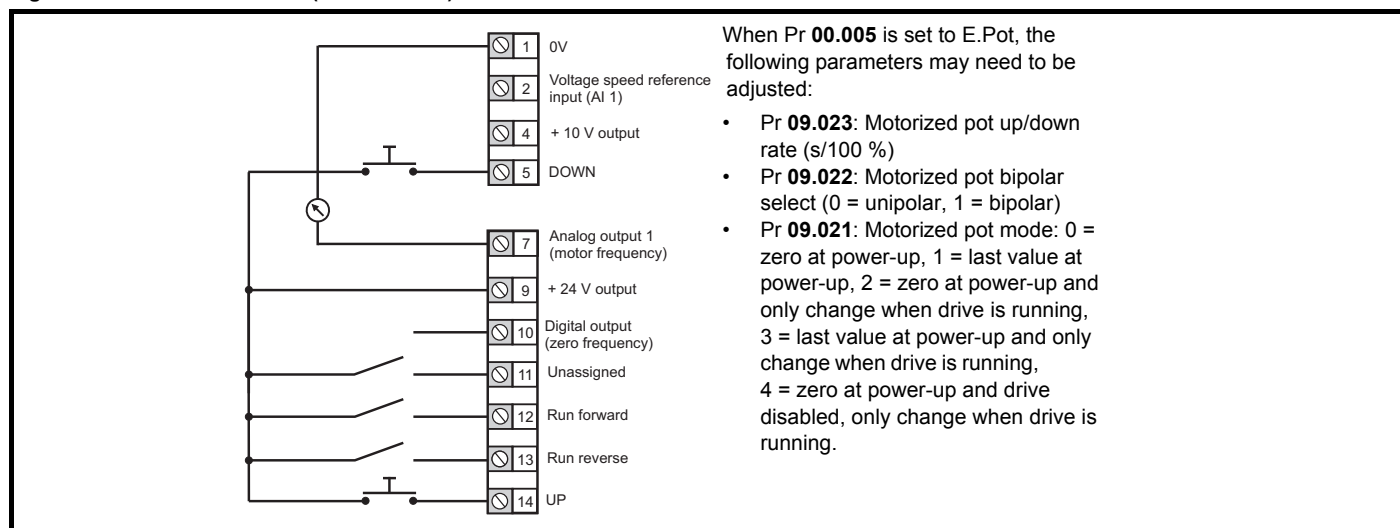 1 0V
2 Voltage speed reference
input (AI 1)
4 + 10 V output
5 DOWN
7 Analog output 1
(motor frequency)
9 + 24 V output
10 Digital output
(zero frequency)
11 Unassigned
12 Run forward
13 Run reverse
14 UP
When Pr 00.005 is set to E.Pot, the
following parameters may need to be
adjusted:
• Pr 09.023: Motorized pot up/down
rate (s/100 %)
• Pr 09.022: Motorized pot bipolar
select (0 = unipolar, 1 = bipolar)
• Pr 09.021: Motorized pot mode: 0 =
zero at power-up, 1 = last value at
power-up, 2 = zero at power-up and
only change when drive is running,
3 = last value at power-up and only
change when drive is running,
4 = zero at power-up and drive
disabled, only change when drive is
running.